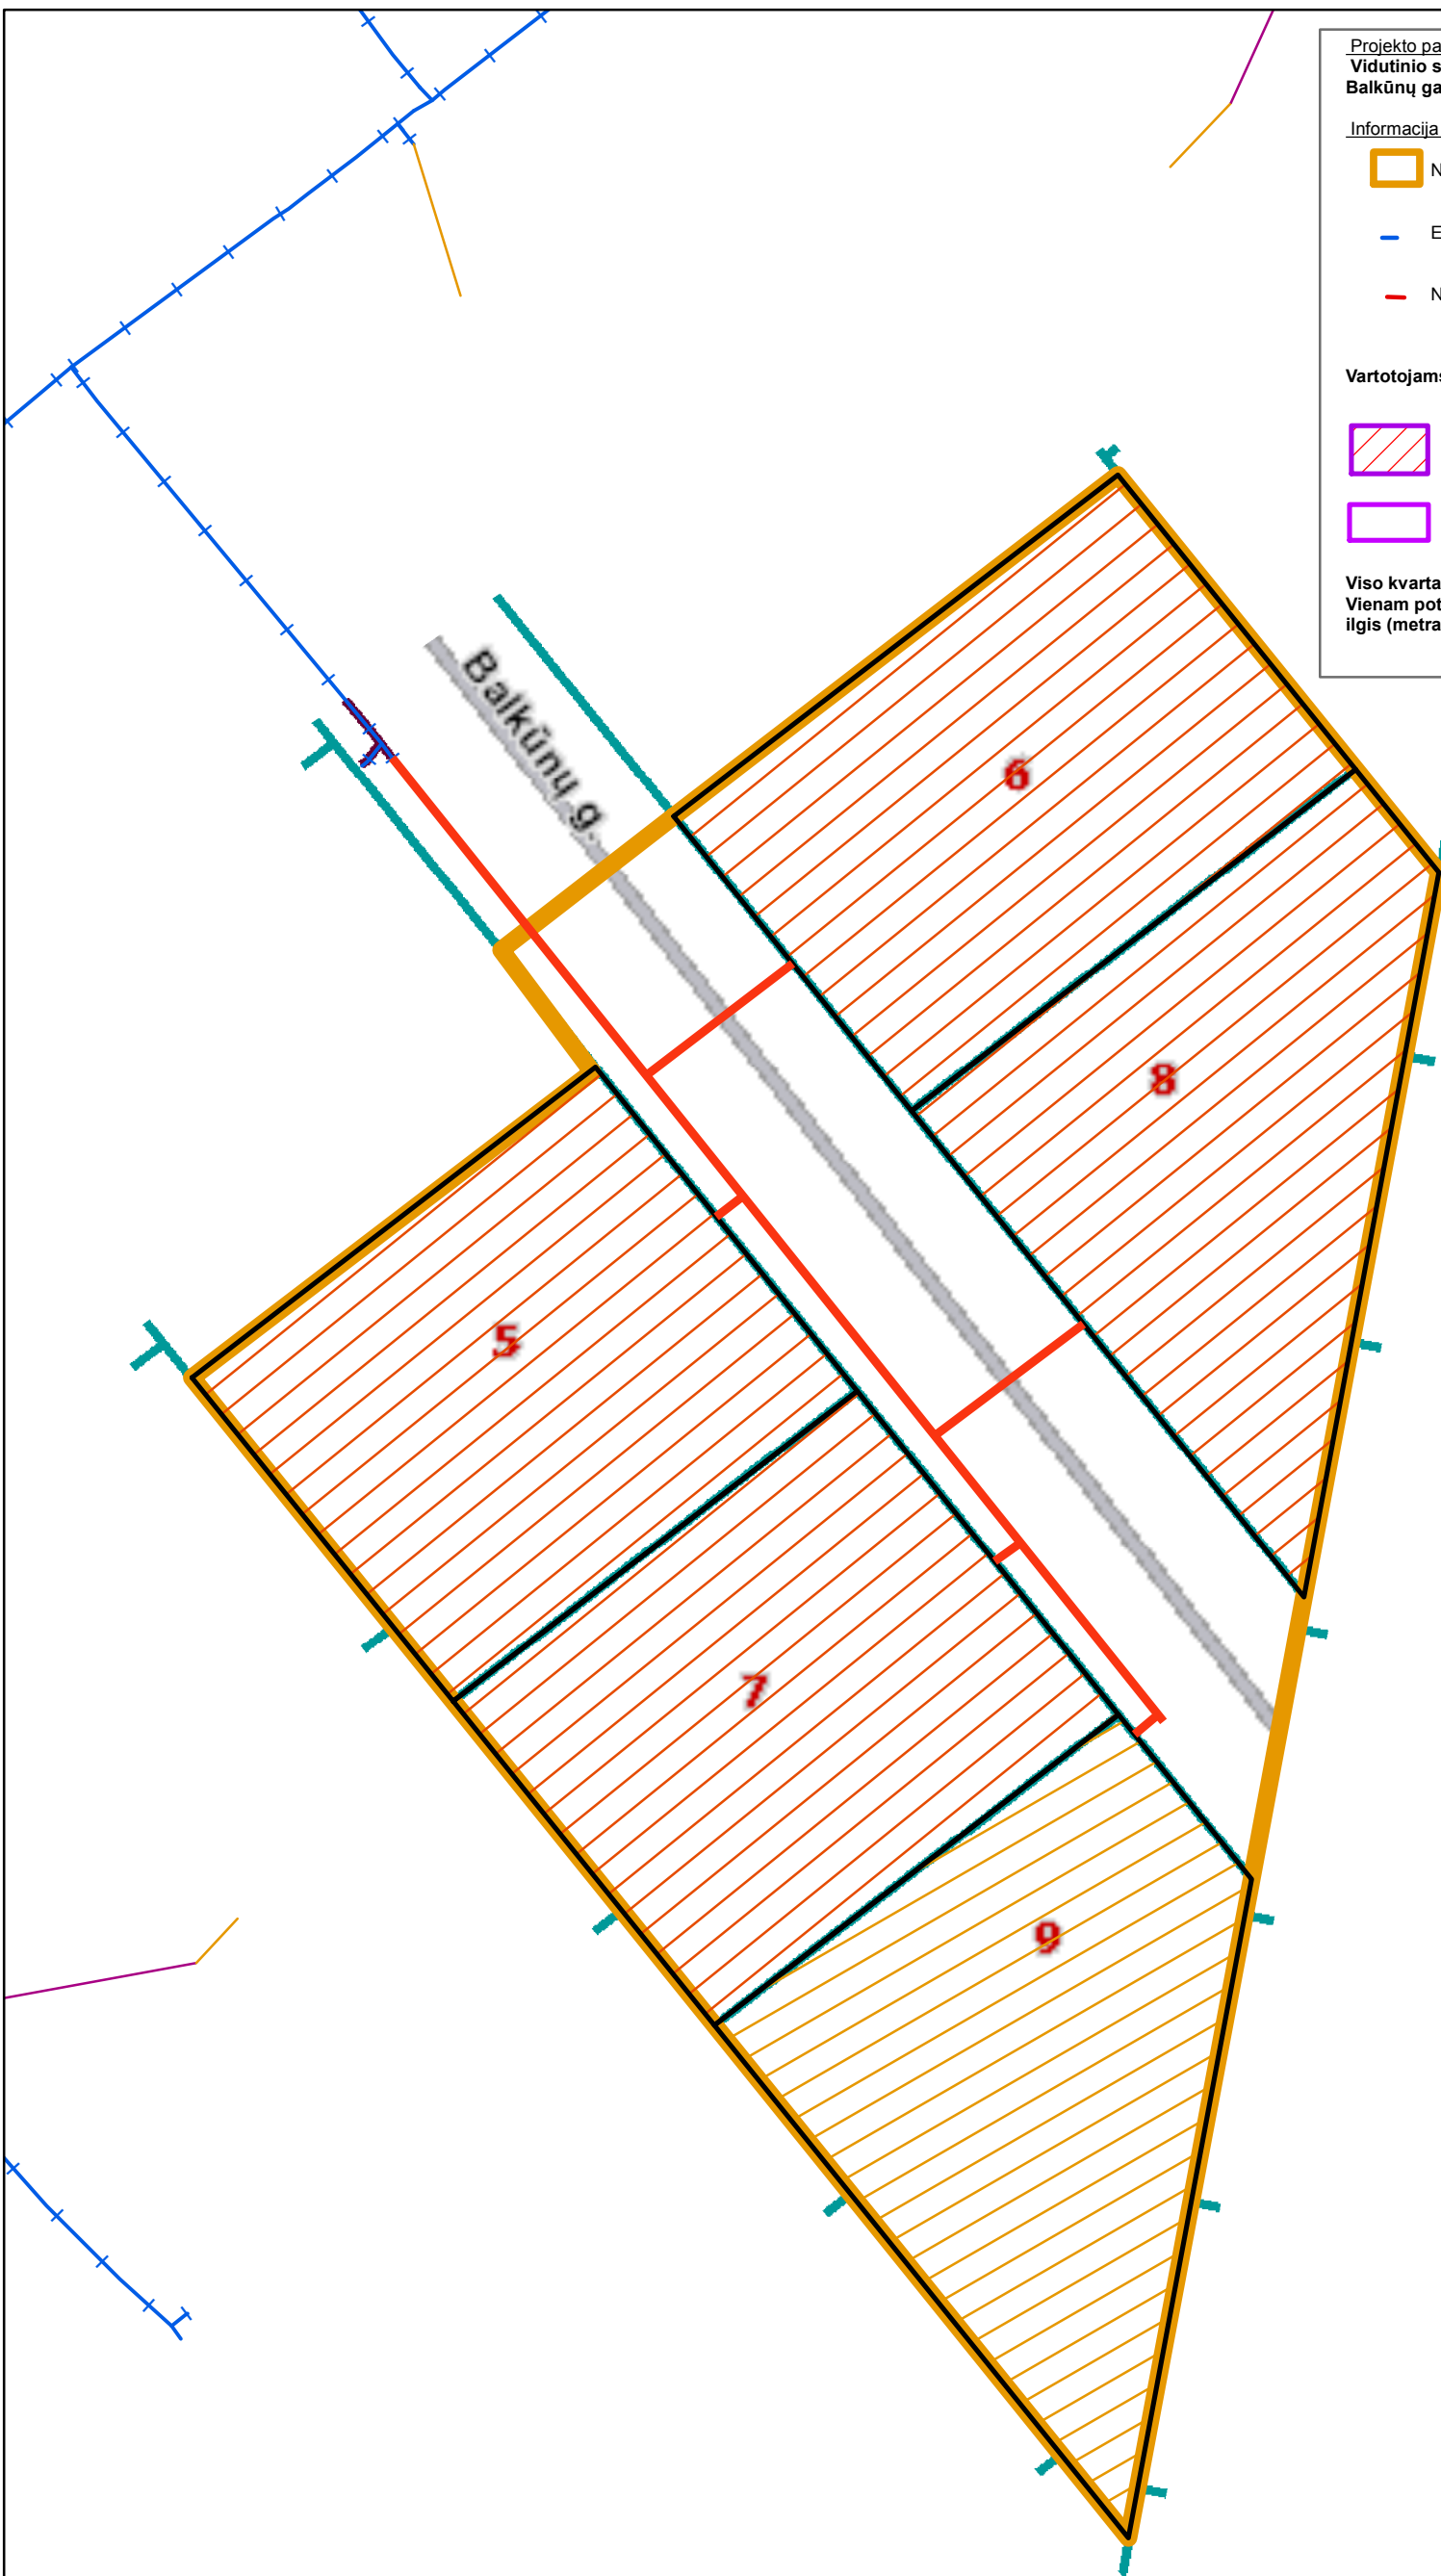 Projekto pa
Vidutinio s
Balkūnų ga
Informacija
N
E
N
Vartotojams
Viso kvarta
Vienam pot
ilgis (metra
Balkūnų g.
6
8
5
7
9